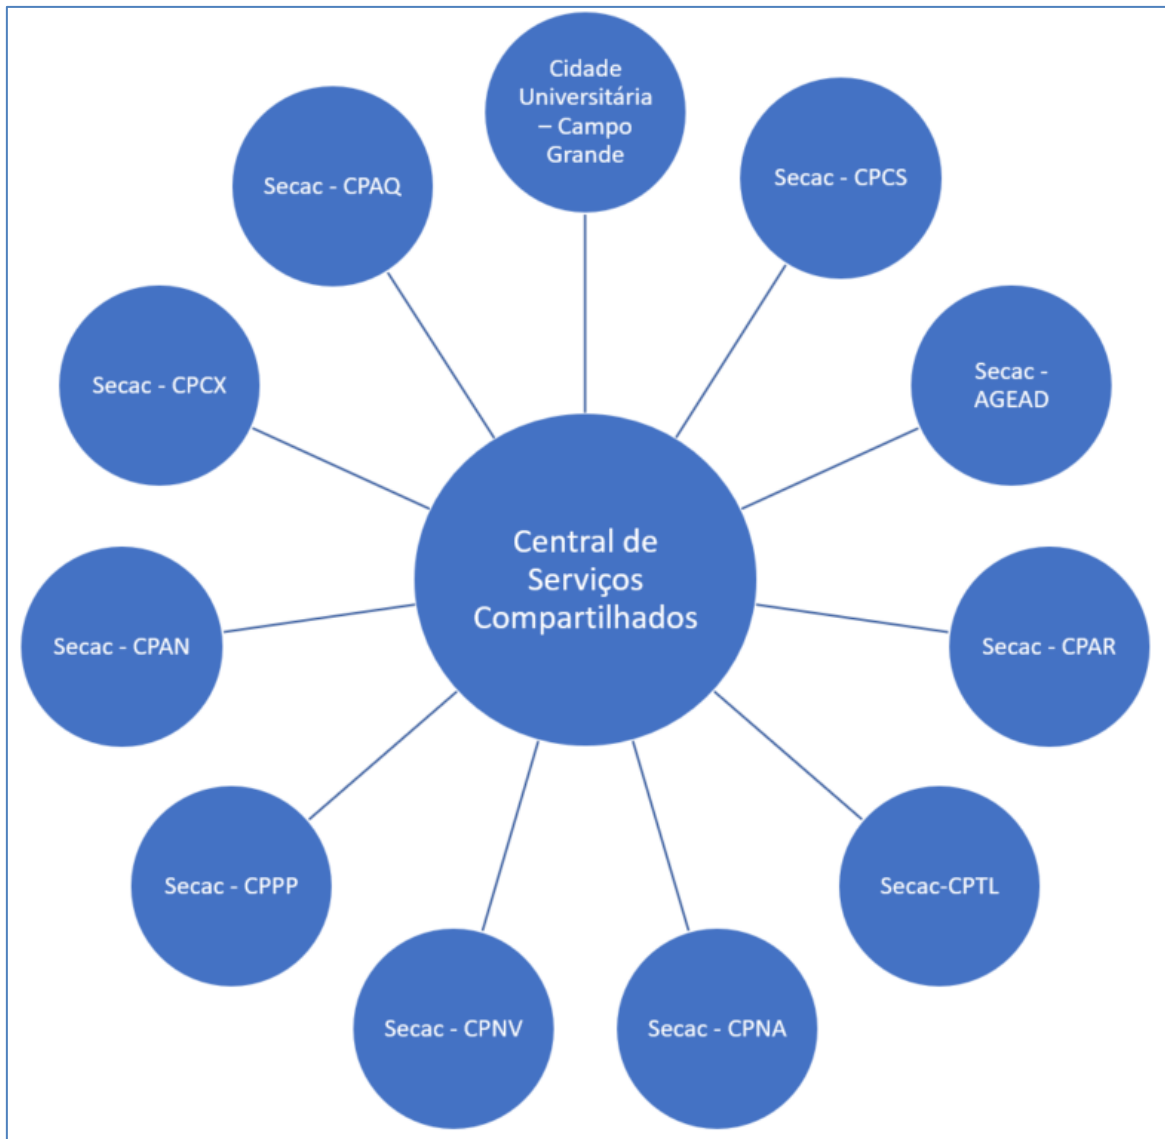 Cidade
Universitária
– Campo
Grande
Secac - CPCS
Secac -
AGEAD
Secac - CPAR
Secac-CPTL
Secac - CPNA
Secac - CPNV
Secac - CPPP
Secac - CPAN
Secac - CPCX
Secac - CPAQ
Central de
Serviços
Compartilhados